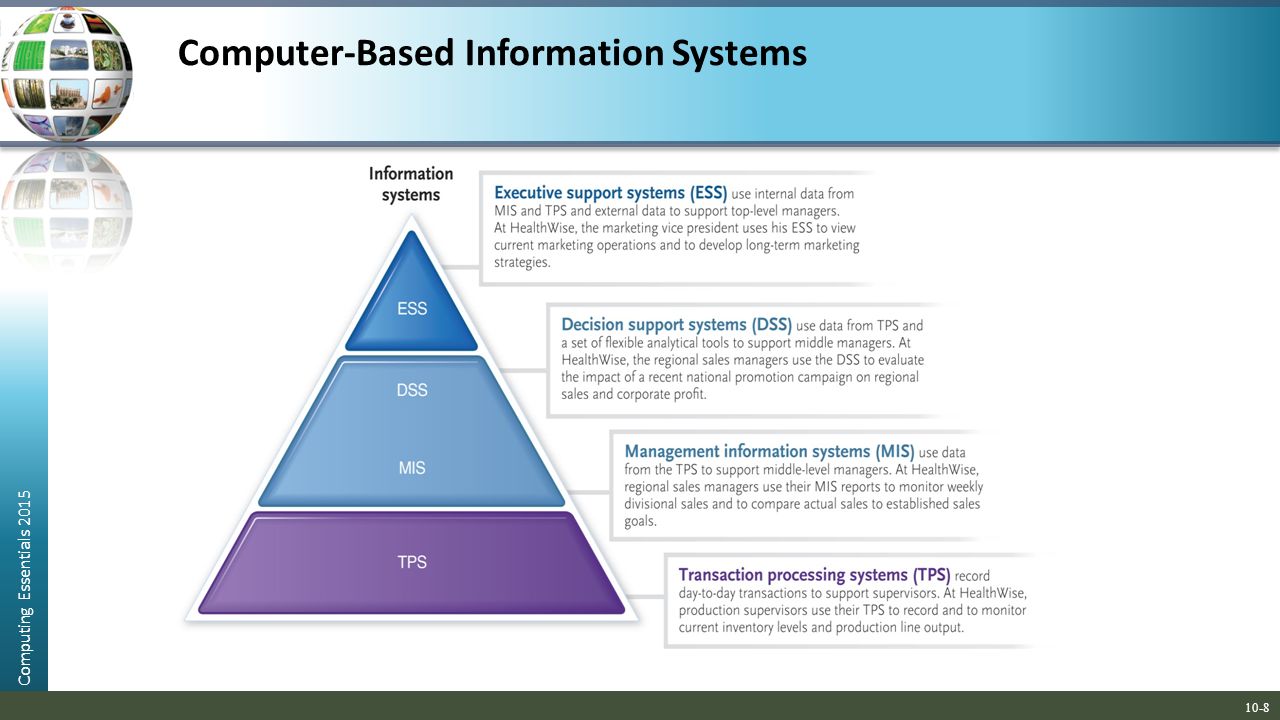 Computer-Based Information Systems
Information
systems
Executive support systems (ESS) use internal data from
MIS and TPS and external data to support top-level managers.
At HealthWise, the marketing vice president uses his ESS to view
current marketing operations and to develop long-term marketing
strategies.
ESS
Decision support systems (DSS) use data from TPS and
a set of flexible analytical tools to support middle managers. At
HealthWise, the regional sales managers use the DSS to evaluate
the impact of a recent national promotion campaign on regional
sales and corporate profit.
DSS
MIS
Management information systems (MIS) use data
from the TPS to support middle-level managers. At HealthWise,
regional sales managers use their MIS reports to monitor weekly
divisional sales and to compare actual sales to established sales
goals.
TPS
Transaction processing systems (TPS) record
day-to-day transactions to support supervisors. At HealthWise,
production supervisors use their TPS to record and to monitor
current inventory levels and production line output.
Computing Essentials 2015
10-8